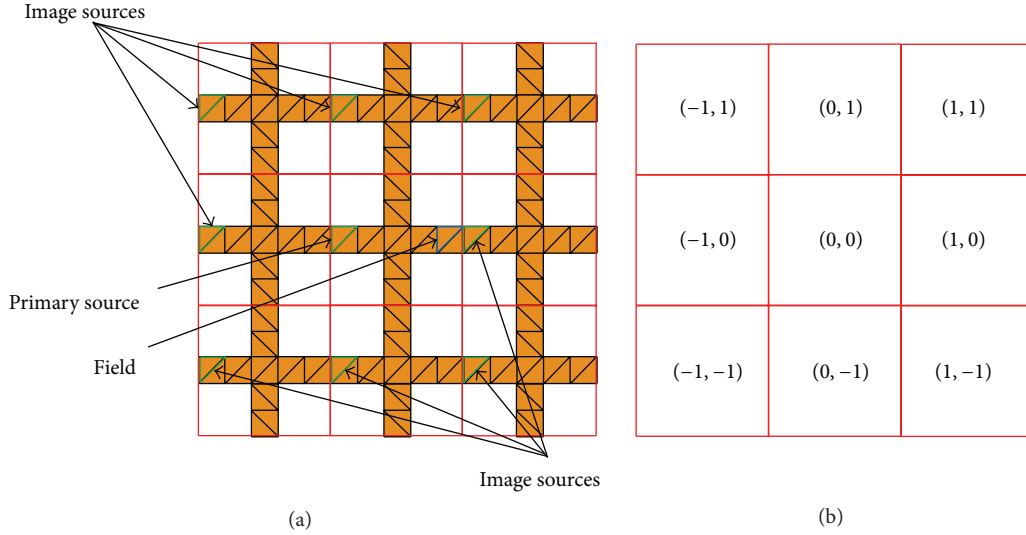 Image sources
Primary source
Field
Image sources
(a)
(−1, 1) (0, 1) (1, 1)
(−1, 0) (0, 0) (1, 0)
(−1, −1) (0, −1) (1, −1)
(b)